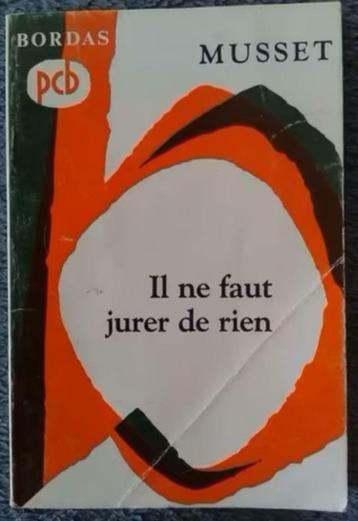 BORDAS
pcb
MUSSET
Il ne faut
jurer de rien